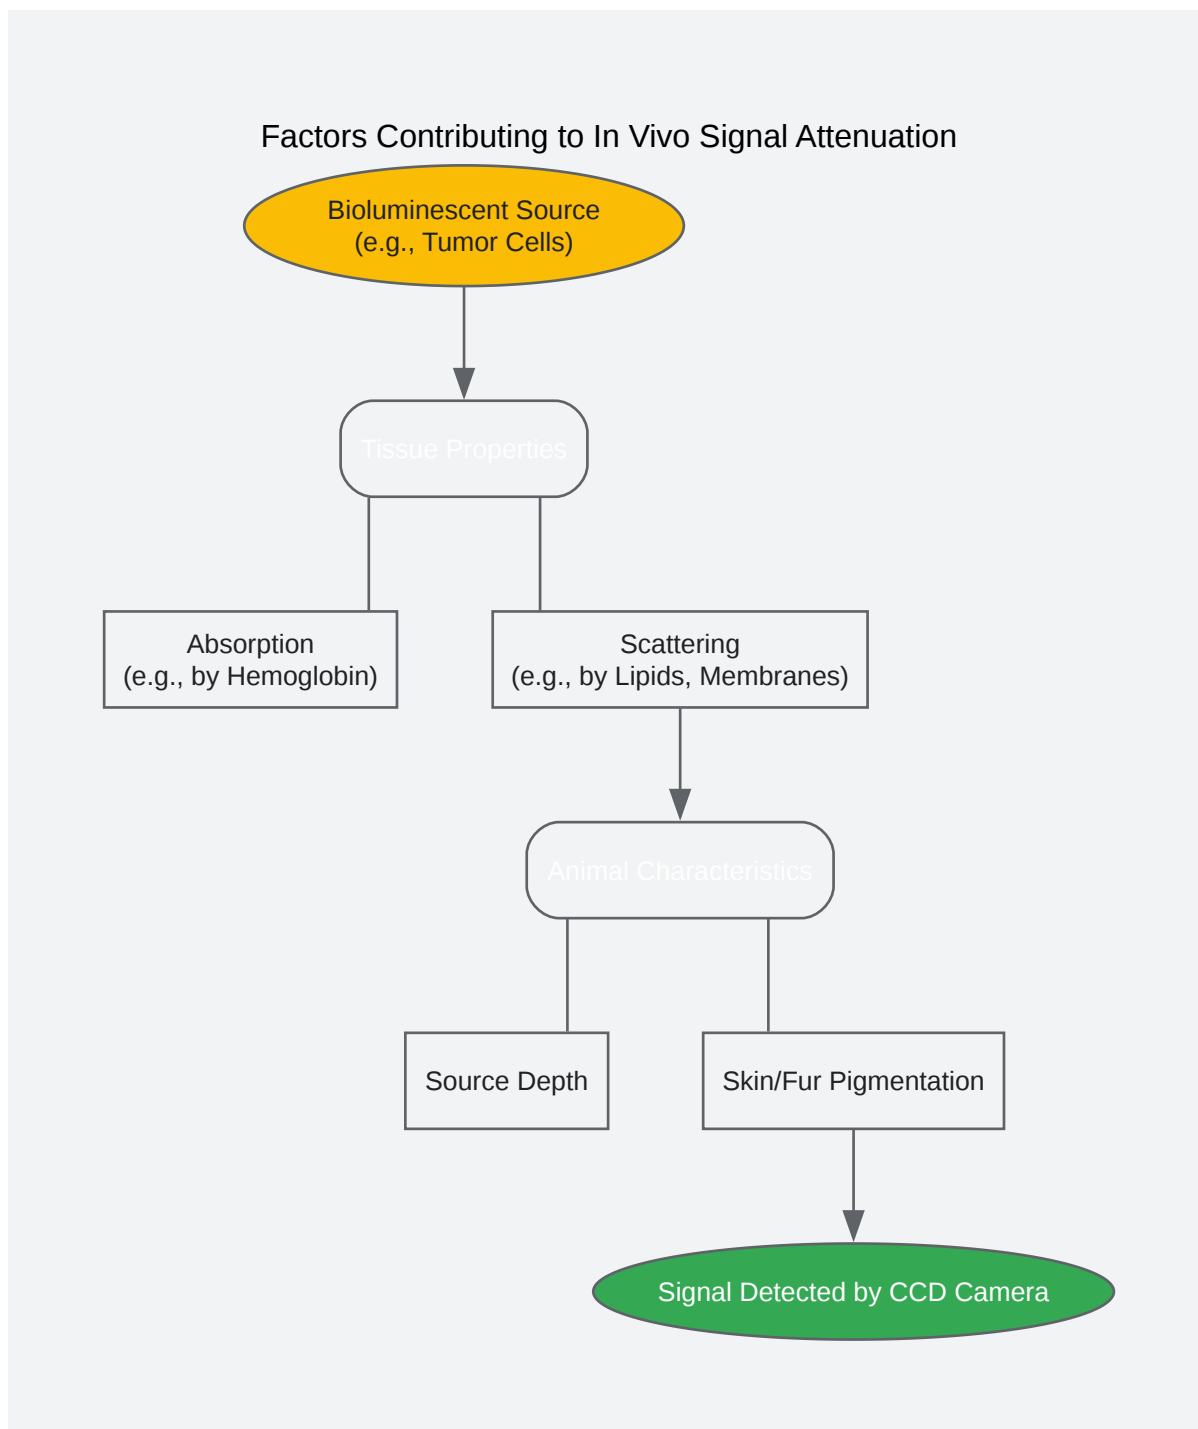 Factors Contributing to In Vivo Signal Attenuation
Bioluminescent Source
(e.g., Tumor Cells)
Tissue Properties
Absorption
(e.g., by Hemoglobin)
Scattering
(e.g., by Lipids, Membranes)
Animal Characteristics
Source Depth
Skin/Fur Pigmentation
Signal Detected by CCD Camera